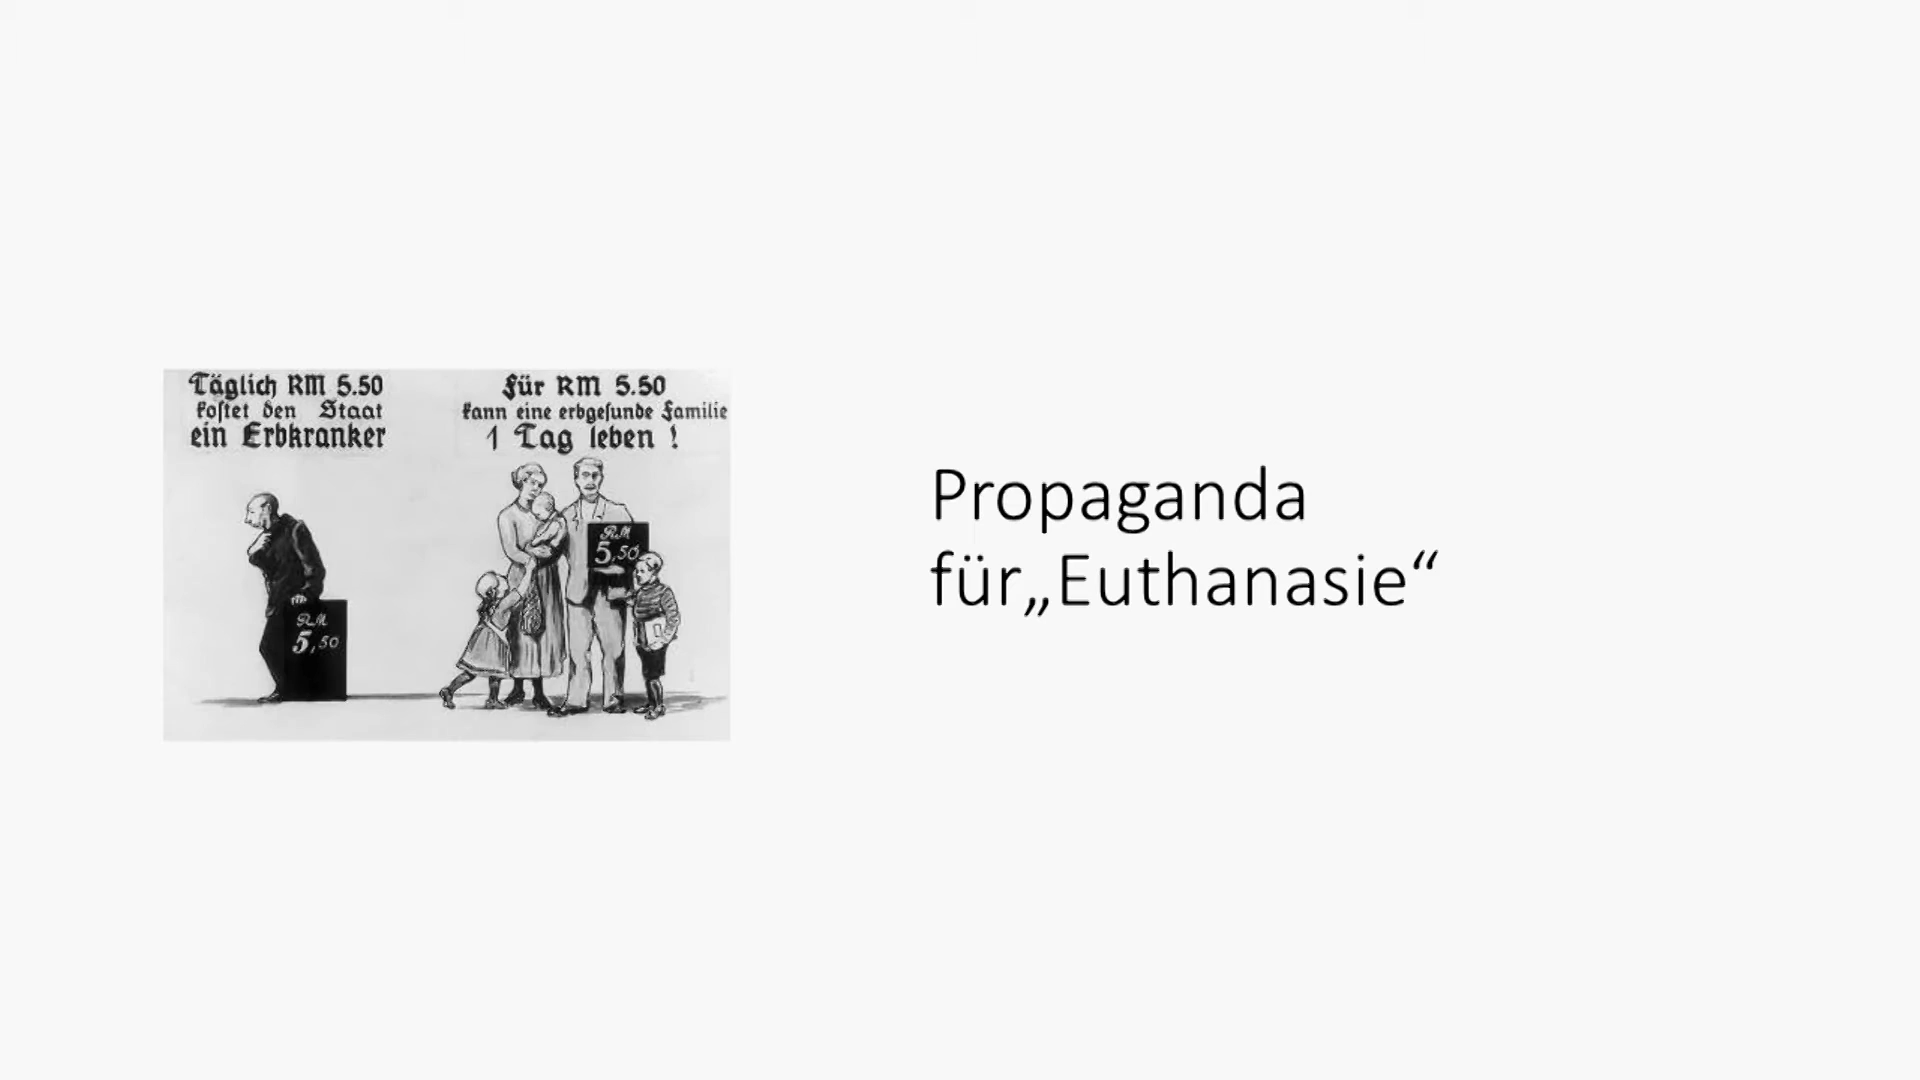 Täglich RM 5.50
koſtet den Staat
ein Erbkranker
Für RM 5.50
kann eine erbgeſunde Familie
1 Tag leben !
RM
5,50
RM
5,50
Propaganda
für„Euthanasie“